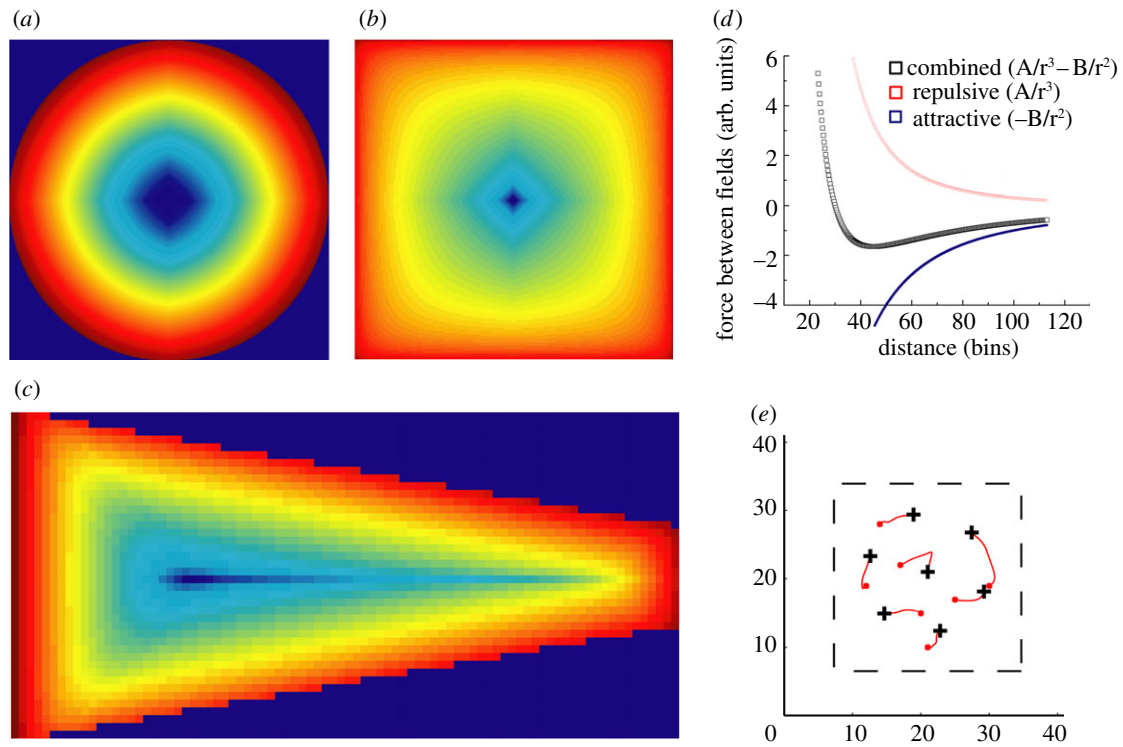 (a)
(b)
(c)
(d)
force between fields (arb. units)
6
4
2
0
–2
–4
combined (A/r³– B/r²)
repulsive (A/r³)
attractive (–B/r²)
20 40 60 80 100 120
distance (bins)
(e)
40
30
20
10
0 10 20 30 40